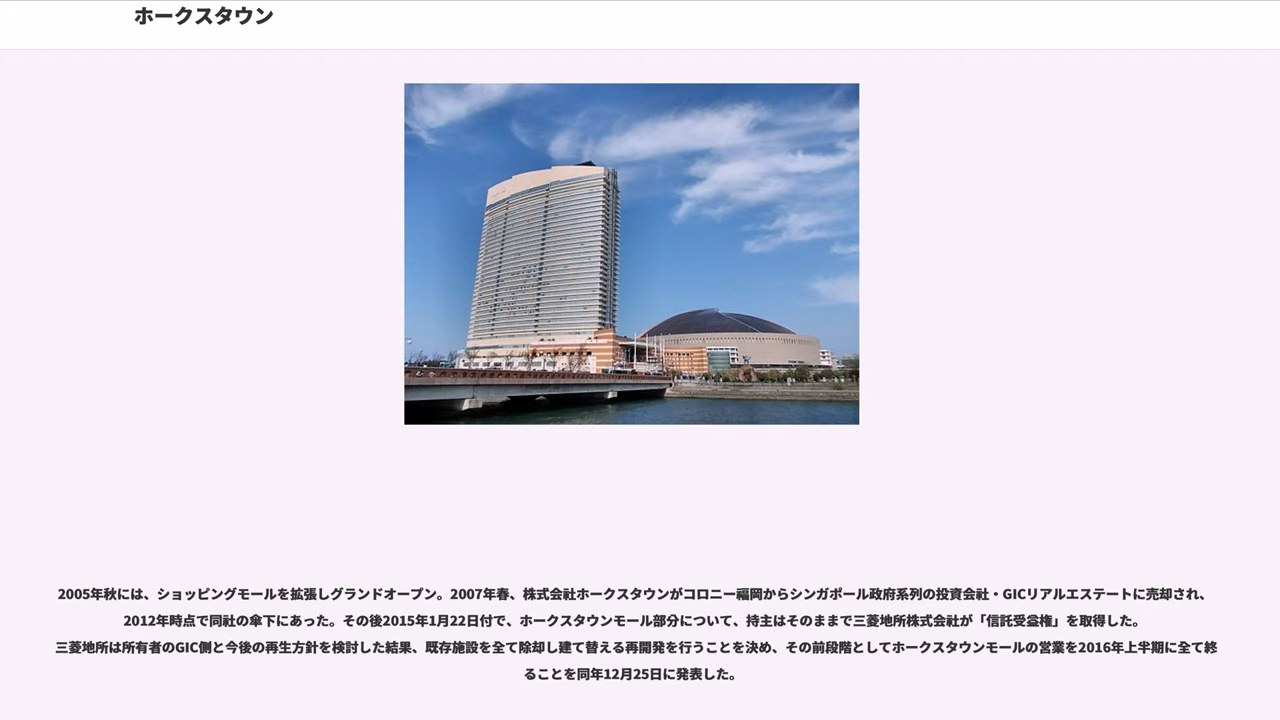 ホークスタウン
2005年秋には、ショッピングモールを拡張しグランドオープン。2007年春、株式会社ホークスタウンがコロニー福岡からシンガポール政府系列の投資会社・GICリアルエステートに売却され、
2012年時点で同社の傘下にあった。その後2015年1月22日付で、ホークスタウンモール部分について、持主はそのままで三菱地所株式会社が「信託受益権」を取得した。
三菱地所は所有者のGIC側と今後の再生方針を検討した結果、既存施設を全て除却し建て替える再開発を行うことを決め、その前段階としてホークスタウンモールの営業を2016年上半期に全て終
ることを同年12月25日に発表した。